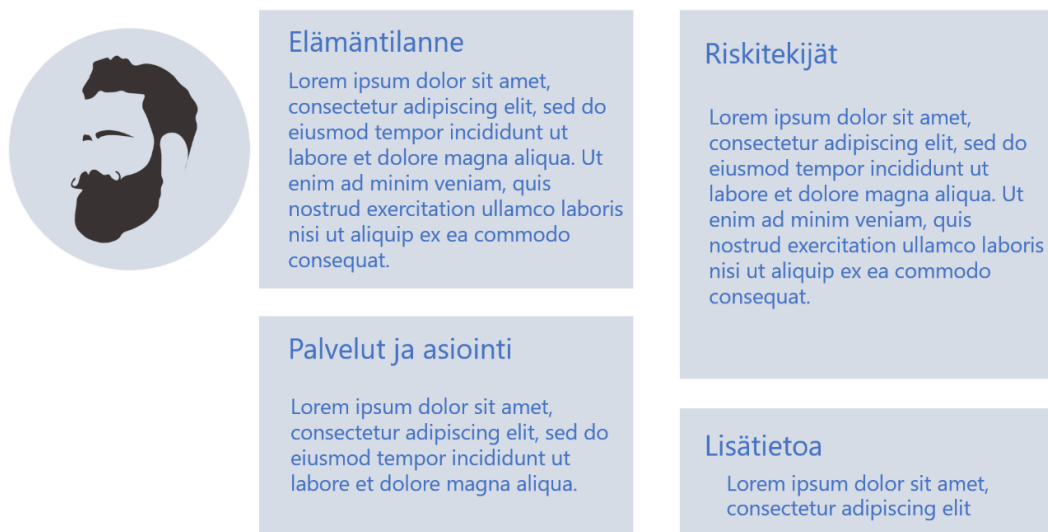 Elämäntilanne
Lorem ipsum dolor sit amet,
consectetur adipiscing elit, sed do
eiusmod tempor incididunt ut
labore et dolore magna aliqua. Ut
enim ad minim veniam, quis
nostrud exercitation ullamco laboris
nisi ut aliquip ex ea commodo
consequat.
Palvelut ja asiointi
Lorem ipsum dolor sit amet,
consectetur adipiscing elit, sed do
eiusmod tempor incididunt ut
labore et dolore magna aliqua.
Riskitekijät
Lorem ipsum dolor sit amet,
consectetur adipiscing elit, sed do
eiusmod tempor incididunt ut
labore et dolore magna aliqua. Ut
enim ad minim veniam, quis
nostrud exercitation ullamco laboris
nisi ut aliquip ex ea commodo
consequat.
Lisätietoa
Lorem ipsum dolor sit amet,
consectetur adipiscing elit